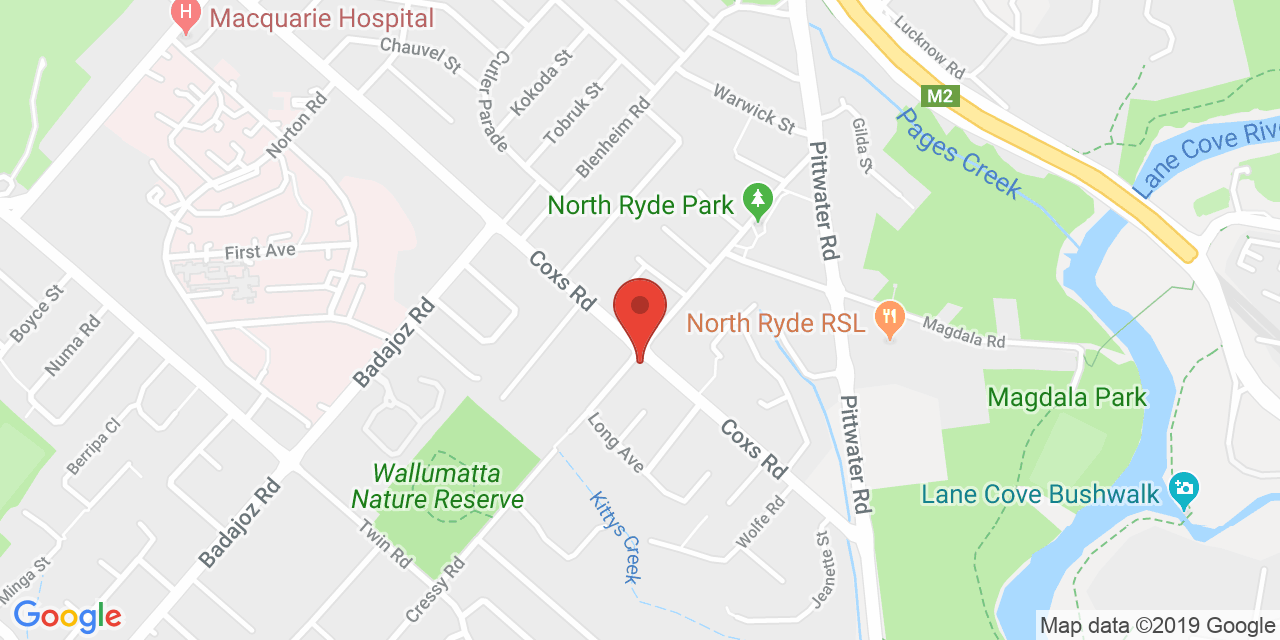 H
Macquarie Hospital
Chauvel St
Cutler Parade
Kokoda St
Tobruk St
Blenheim Rd
Norton Rd
Lucknow Rd
M2
Warwick St
Gilda St
Pages Creek
Lane Cove River
Pittwater Rd
North Ryde Park
First Ave
Coxs Rd
Boyce St
Numa Rd
Badajoz Rd
North Ryde RSL
Magdala Rd
Magdala Park
Berripa Cl
Long Ave
Coxs Rd
Pittwater Rd
Wallumatta
Nature Reserve
Lane Cove Bushwalk
Badajoz Rd
Twin Rd
Kittys Creek
Wolfe Rd
Jeanette St
Cressy Rd
Minga St
Google
Map data ©2019 Google